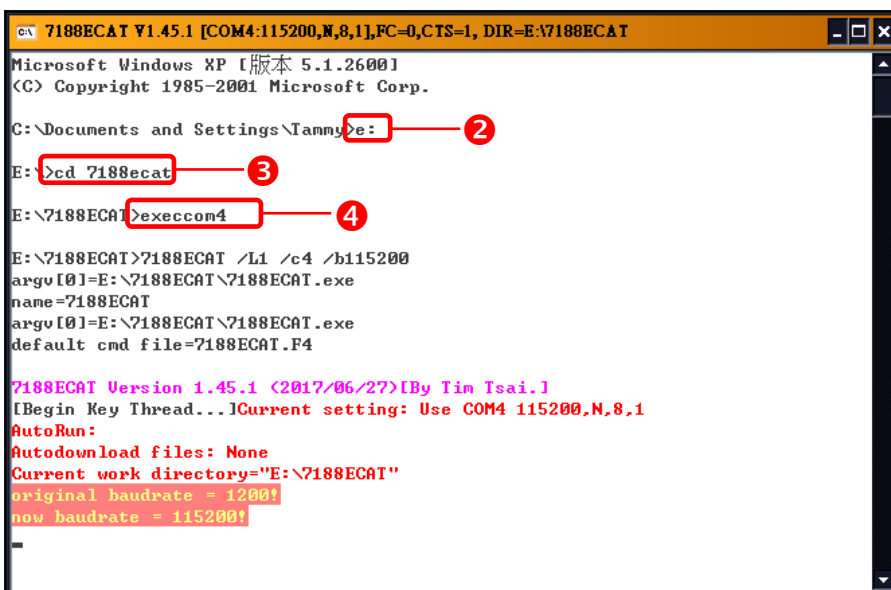 7188ECAT V1.45.1 [COM4:115200,N,8,1],FC=0,CTS=1, DIR=E:\7188ECAT
Microsoft Windows XP [版本 5.1.2600]
(C) Copyright 1985-2001 Microsoft Corp.
C:\Documents and Settings\Tammy>e:
2
E:\>cd 7188ecat
3
E:\7188ECAT>execcom4
4
E:\7188ECAT>7188ECAT /L1 /c4 /b115200
argv[0]=E:\7188ECAT\7188ECAT.exe
name=7188ECAT
argv[0]=E:\7188ECAT\7188ECAT.exe
default cmd file=7188ECAT.F4
7188ECAT Version 1.45.1 (2017/06/27)[By Tim Tsai.]
[Begin Key Thread...]Current setting: Use COM4 115200,N,8,1
AutoRun:
Autodownload files: None
Current work directory="E:\7188ECAT"
original baudrate = 1200!
now baudrate = 115200!